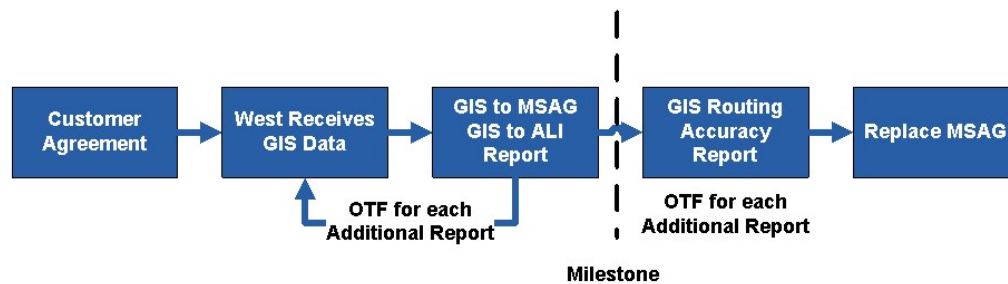 Customer
Agreement
West Receives
GIS Data
GIS to MSAG
GIS to ALI
Report
GIS Routing
Accuracy
Report
Replace MSAG
OTF for each
Additional Report
OTF for each
Additional Report
Milestone